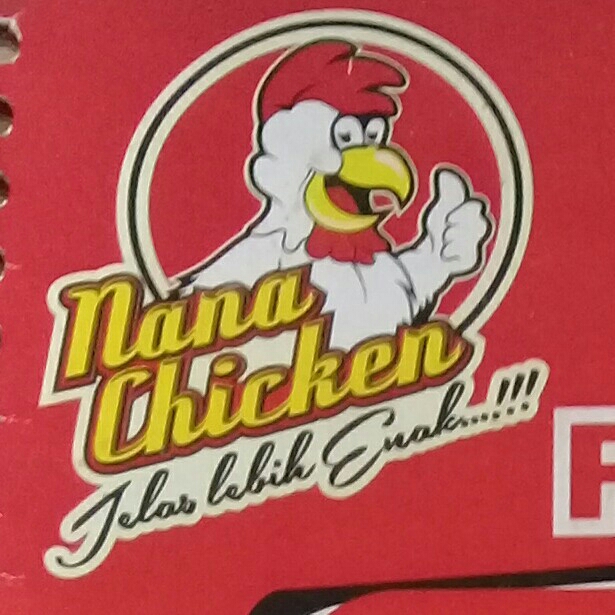 Nana
Chicken
Jelas lebih Enak.....!!!